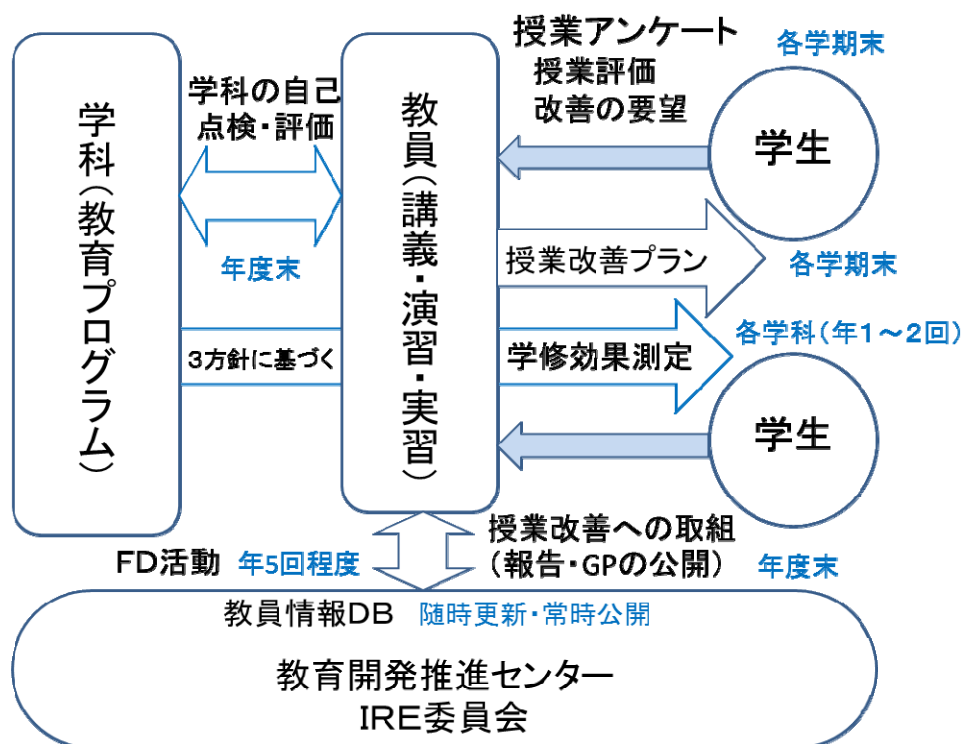 授業アンケート
授業評価
改善の要望
各学期末
学生
学科の自己
点検・評価
年度末
学科(教育プログラム)
教員(講義・演習・実習)
授業改善プラン
各学期末
3方針に基づく
学修効果測定
各学科(年1~2回)
学生
FD活動 年5回程度
授業改善への取組
(報告・GPの公開) 年度末
教員情報DB 随時更新・常時公開
教育開発推進センター
IRE委員会